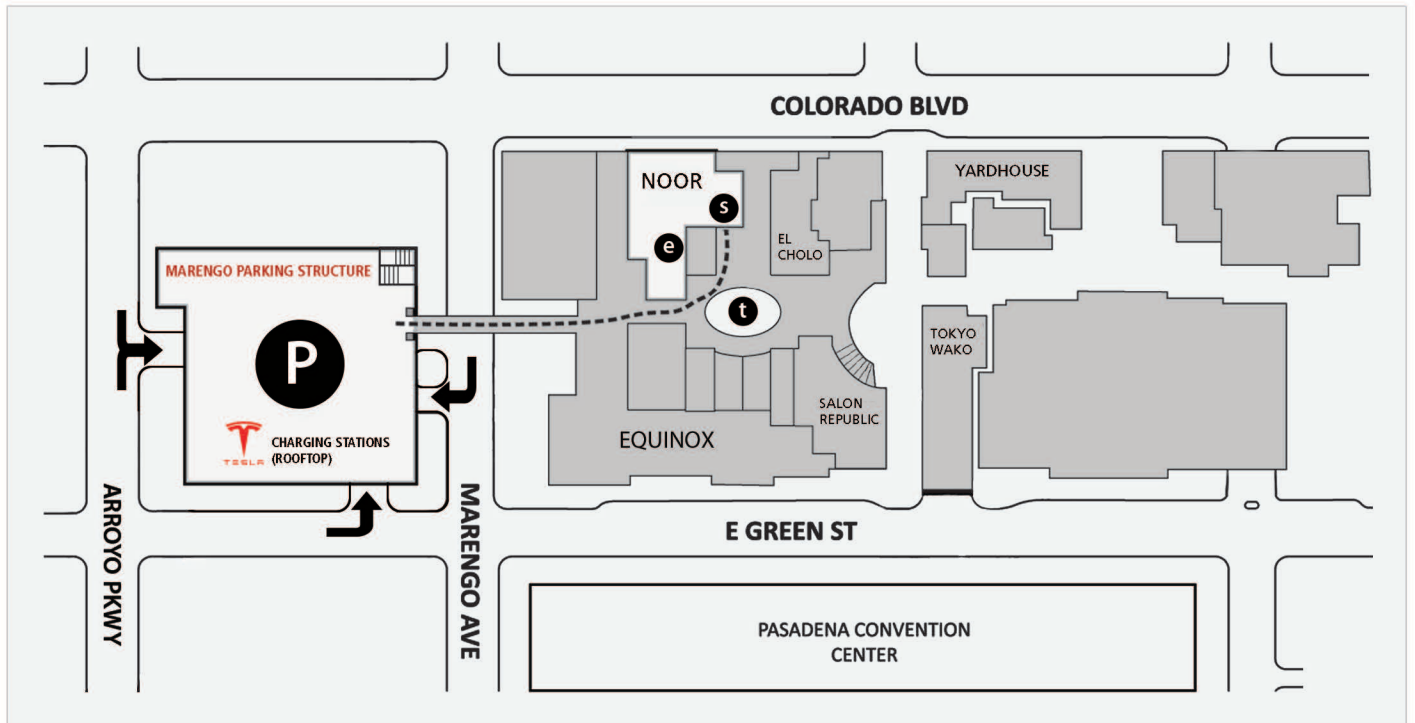 COLORADO BLVD
NOOR
s
e
YARDHOUSE
EL
CHOLO
MARENGO PARKING STRUCTURE
t
P
TOKYO
WAKO
SALON
REPUBLIC
EQUINOX
TESLA
CHARGING STATIONS
(ROOFTOP)
ARROYO PKWY
MARENGO AVE
E GREEN ST
PASADENA CONVENTION
CENTER